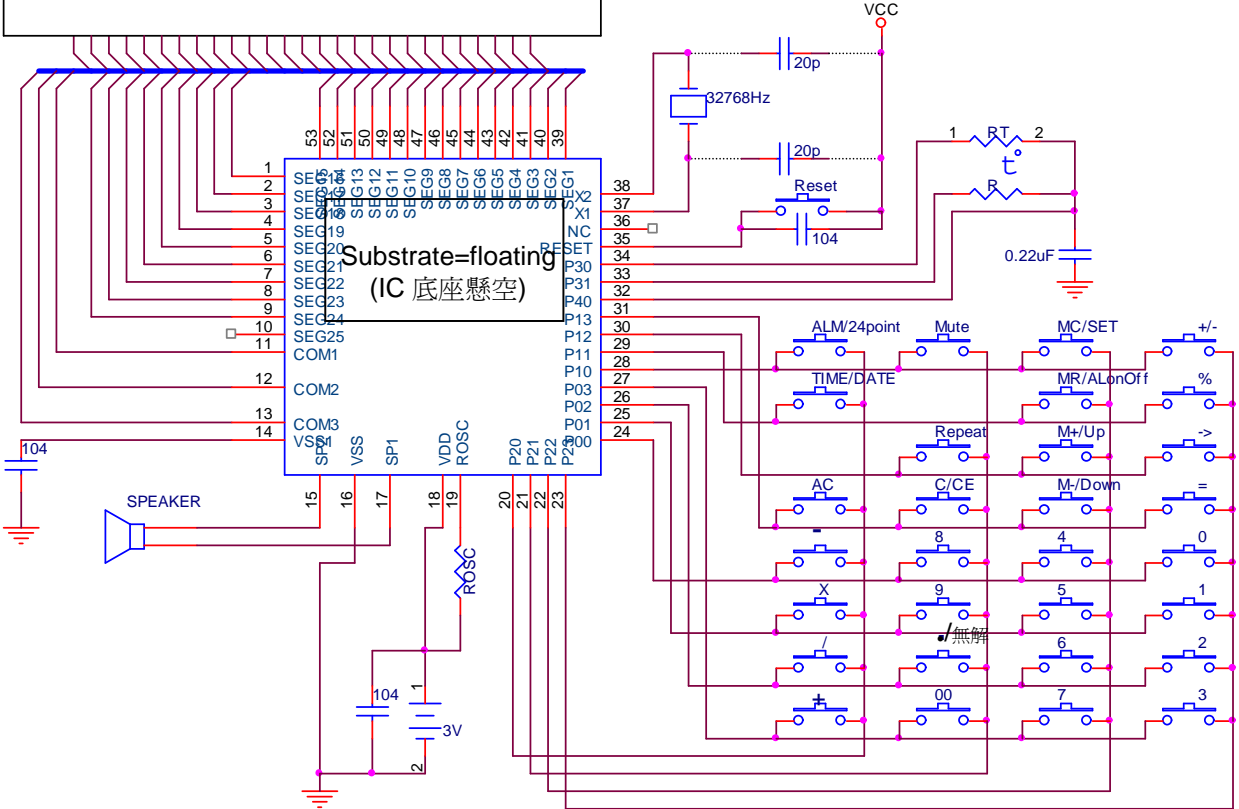 VCC
20p
32768Hz
20p
Reset
104
1 RT 2
t°
R
0.22uF
53 52 51 50 49 48 47 46 45 44 43 42 41 40 39
SEG15 SEG14 SEG13 SEG12 SEG11 SEG10 SEG9 SEG8 SEG7 SEG6 SEG5 SEG4 SEG3 SEG2 SEG1
1 SEG16
2 SEG17
3 SEG18
4 SEG19
5 SEG20
6 SEG21
7 SEG22
8 SEG23
9 SEG24
10 SEG25
11 COM1
12 COM2
13 COM3
14 VSS1
Substrate=floating
(IC 底座懸空)
X2 38
X1 37
NC 36
RESET 35
P30 34
P31 33
P40 32
P13 31
P12 30
P11 29
P10 28
P03 27
P02 26
P01 25
P00 24
SP2 VSS SP1 VDD ROSC P20 P21 P22 P23
15 16 17 18 19 20 21 22 23
104
SPEAKER
ROSC
104
1
3V
2
ALM/24point Mute MC/SET +/-
TIME/DATE MR/ALonOff %
Repeat M+/Up ->
AC C/CE M-/Down =
- 8 4 0
X 9 5 1
/ ./無解 6 2
+ 00 7 3